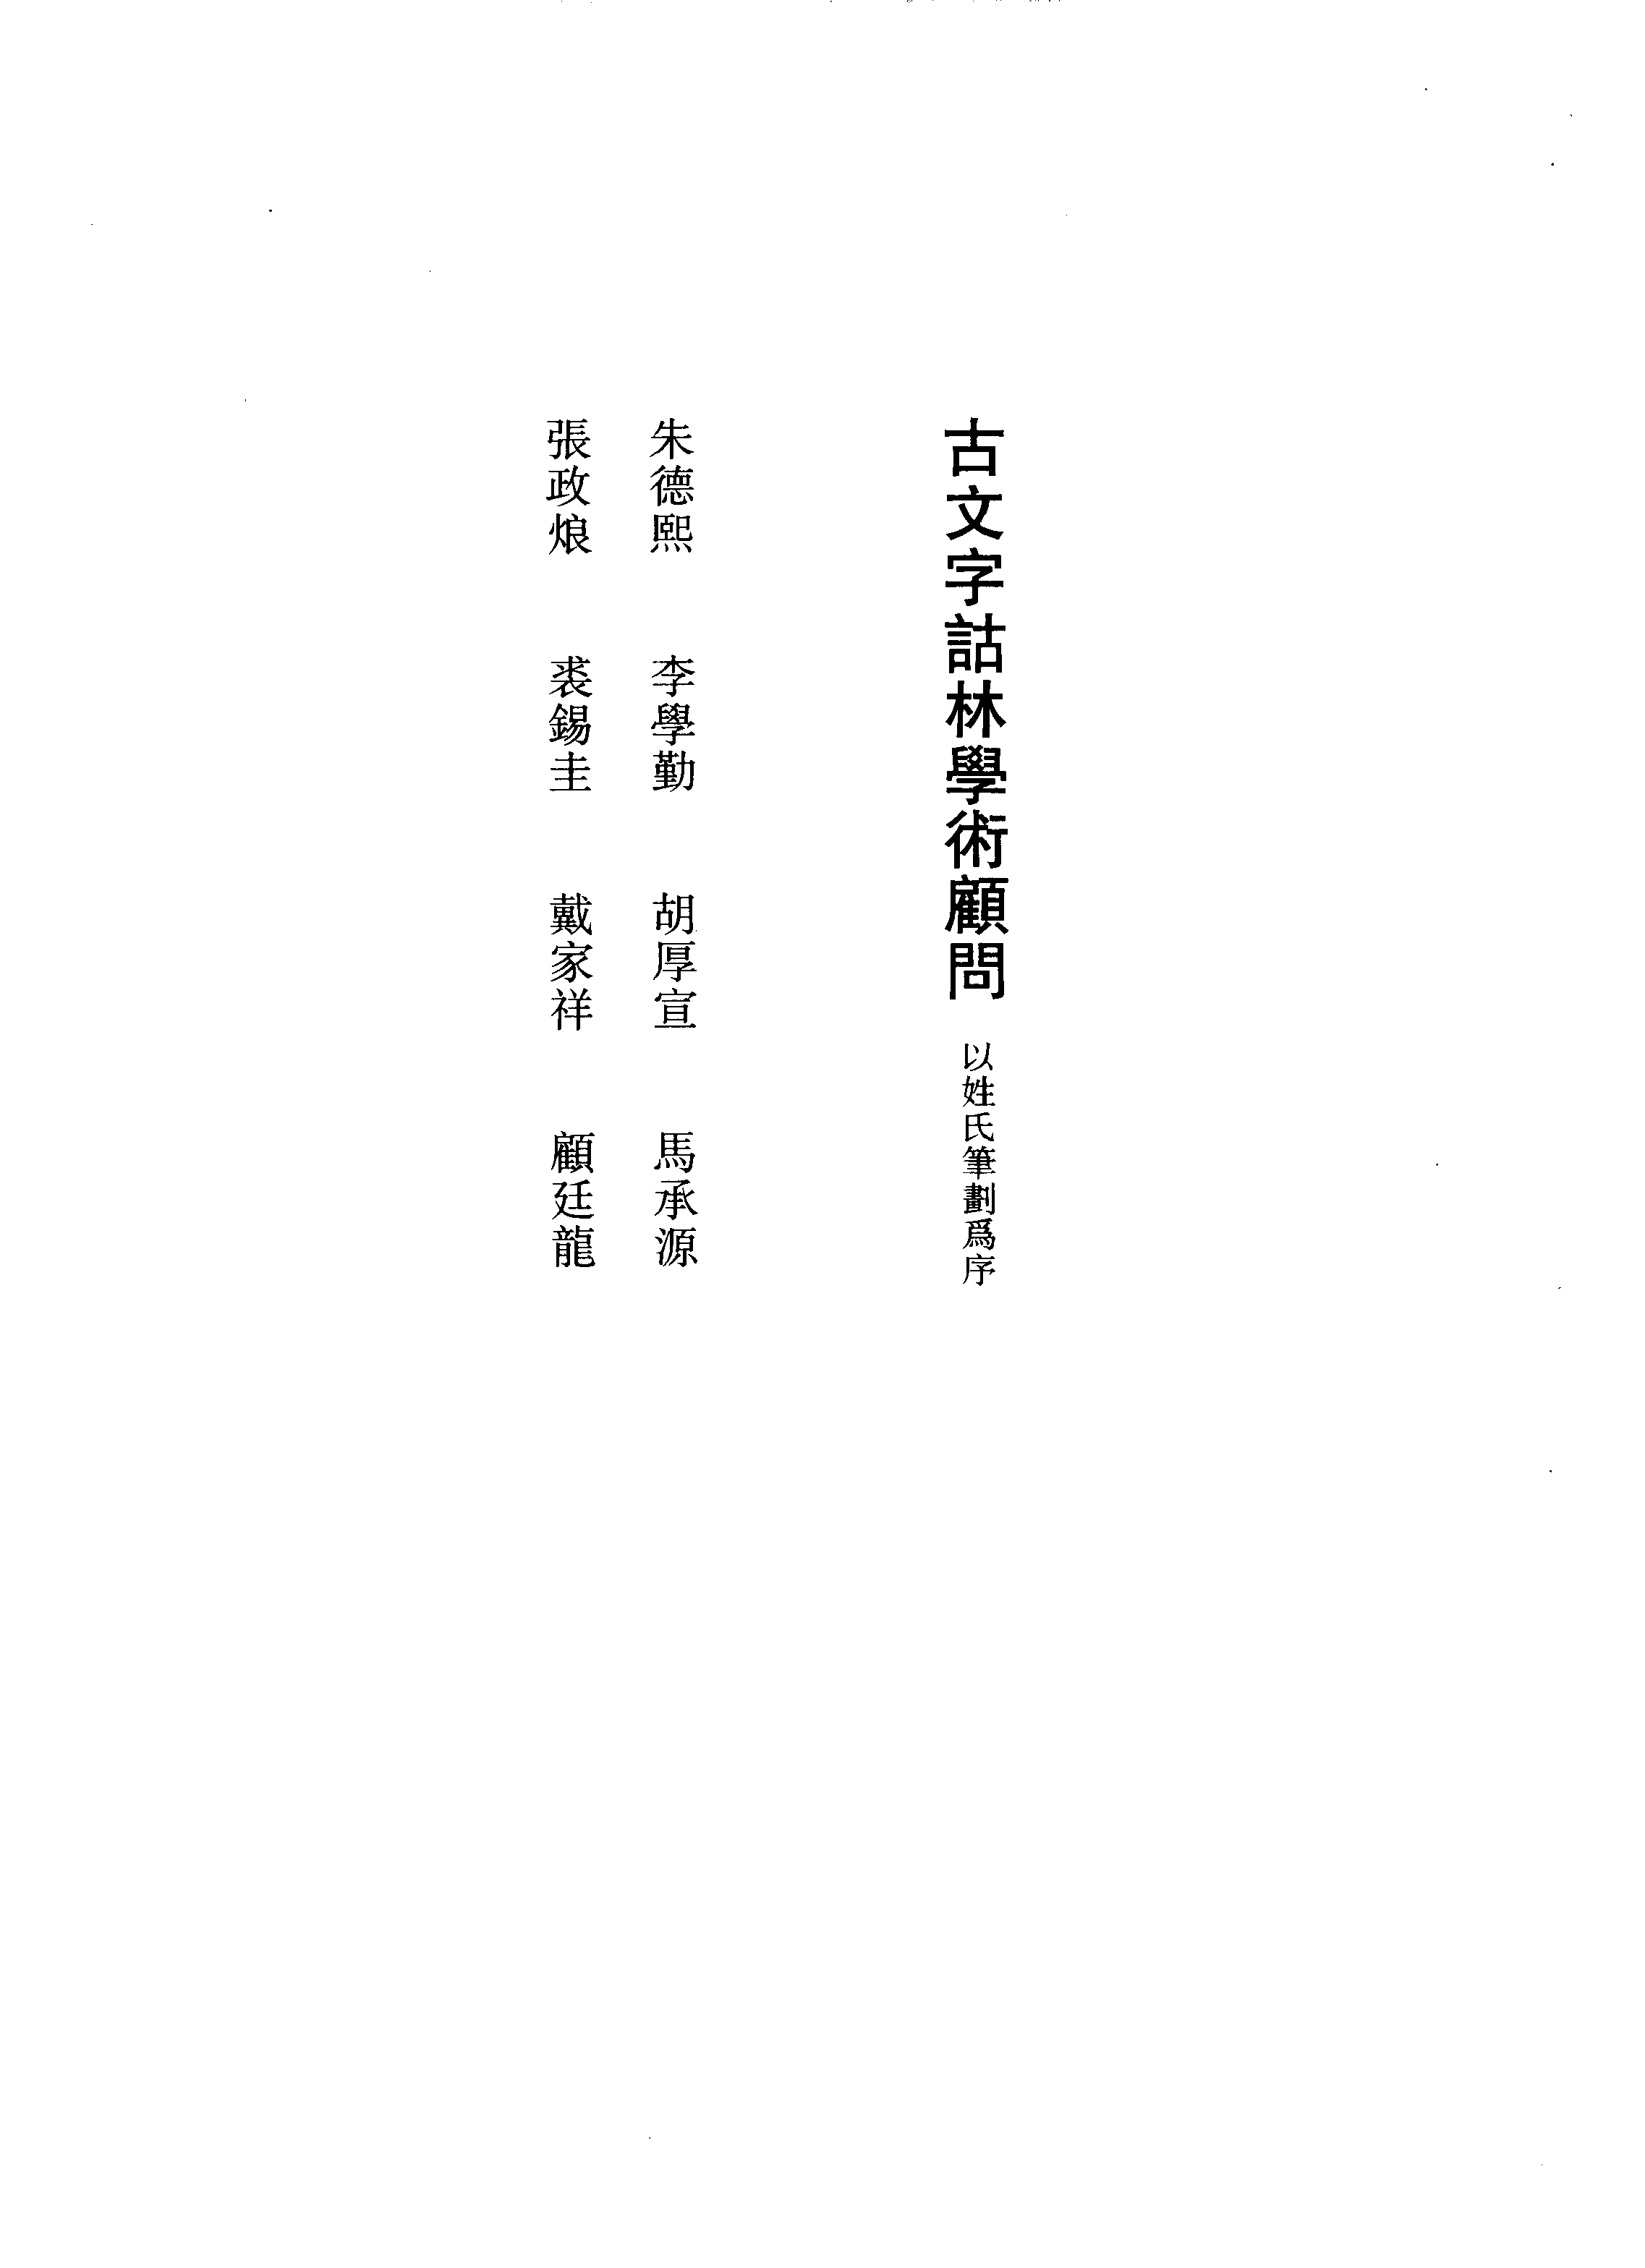 古文字詁林學術顧問 以姓氏筆劃爲序
朱德熙 李學勤 胡厚宣 馬承源
張政烺 裘錫圭 戴家祥 顧廷龍